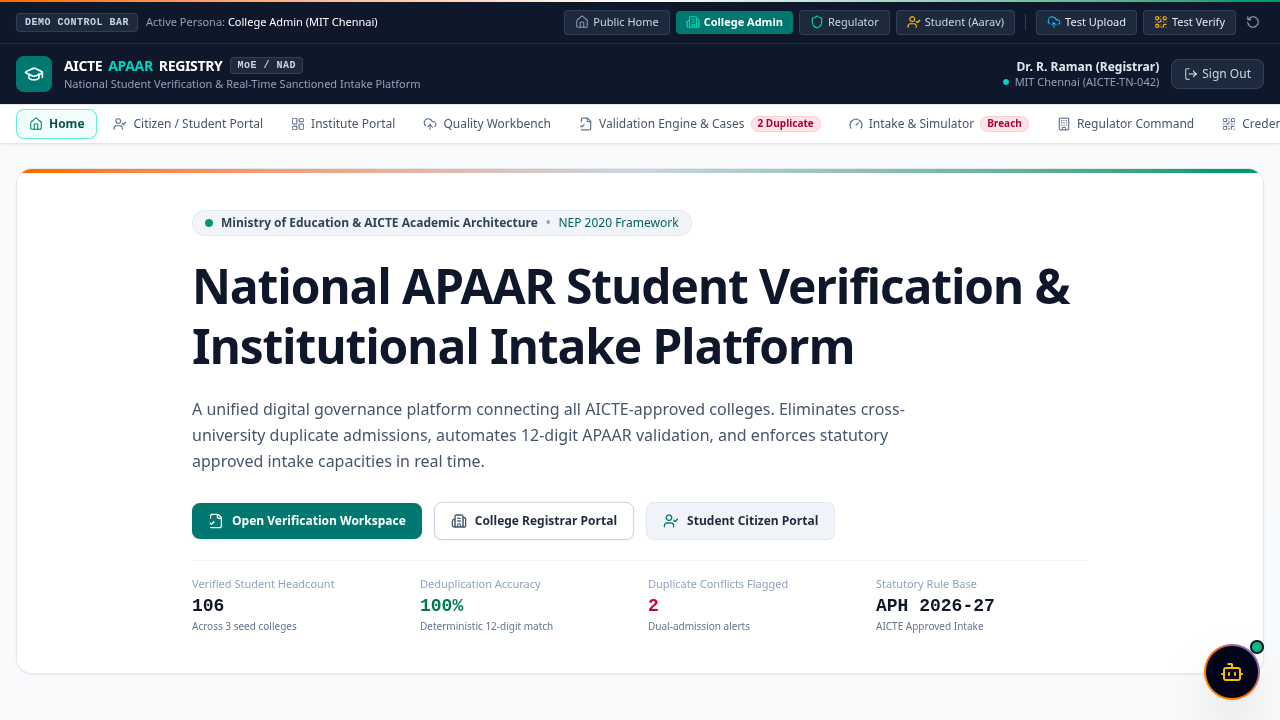 DEMO CONTROL BAR
Active Persona: College Admin (MIT Chennai)
Public Home
College Admin
Regulator
Student (Aarav)
Test Upload
Test Verify
AICTE APAAR REGISTRY
MoE / NAD
National Student Verification & Real-Time Sanctioned Intake Platform
Dr. R. Raman (Registrar)
MIT Chennai (AICTE-TN-042)
Sign Out
Home
Citizen / Student Portal
Institute Portal
Quality Workbench
Validation Engine & Cases
2 Duplicate
Intake & Simulator
Breach
Regulator Command
Ministry of Education & AICTE Academic Architecture • NEP 2020 Framework
National APAAR Student Verification &
Institutional Intake Platform
A unified digital governance platform connecting all AICTE-approved colleges. Eliminates cross-
university duplicate admissions, automates 12-digit APAAR validation, and enforces statutory
approved intake capacities in real time.
Open Verification Workspace
College Registrar Portal
Student Citizen Portal
Verified Student Headcount
106
Across 3 seed colleges
Deduplication Accuracy
100%
Deterministic 12-digit match
Duplicate Conflicts Flagged
2
Dual-admission alerts
Statutory Rule Base
APH 2026-27
AICTE Approved Intake